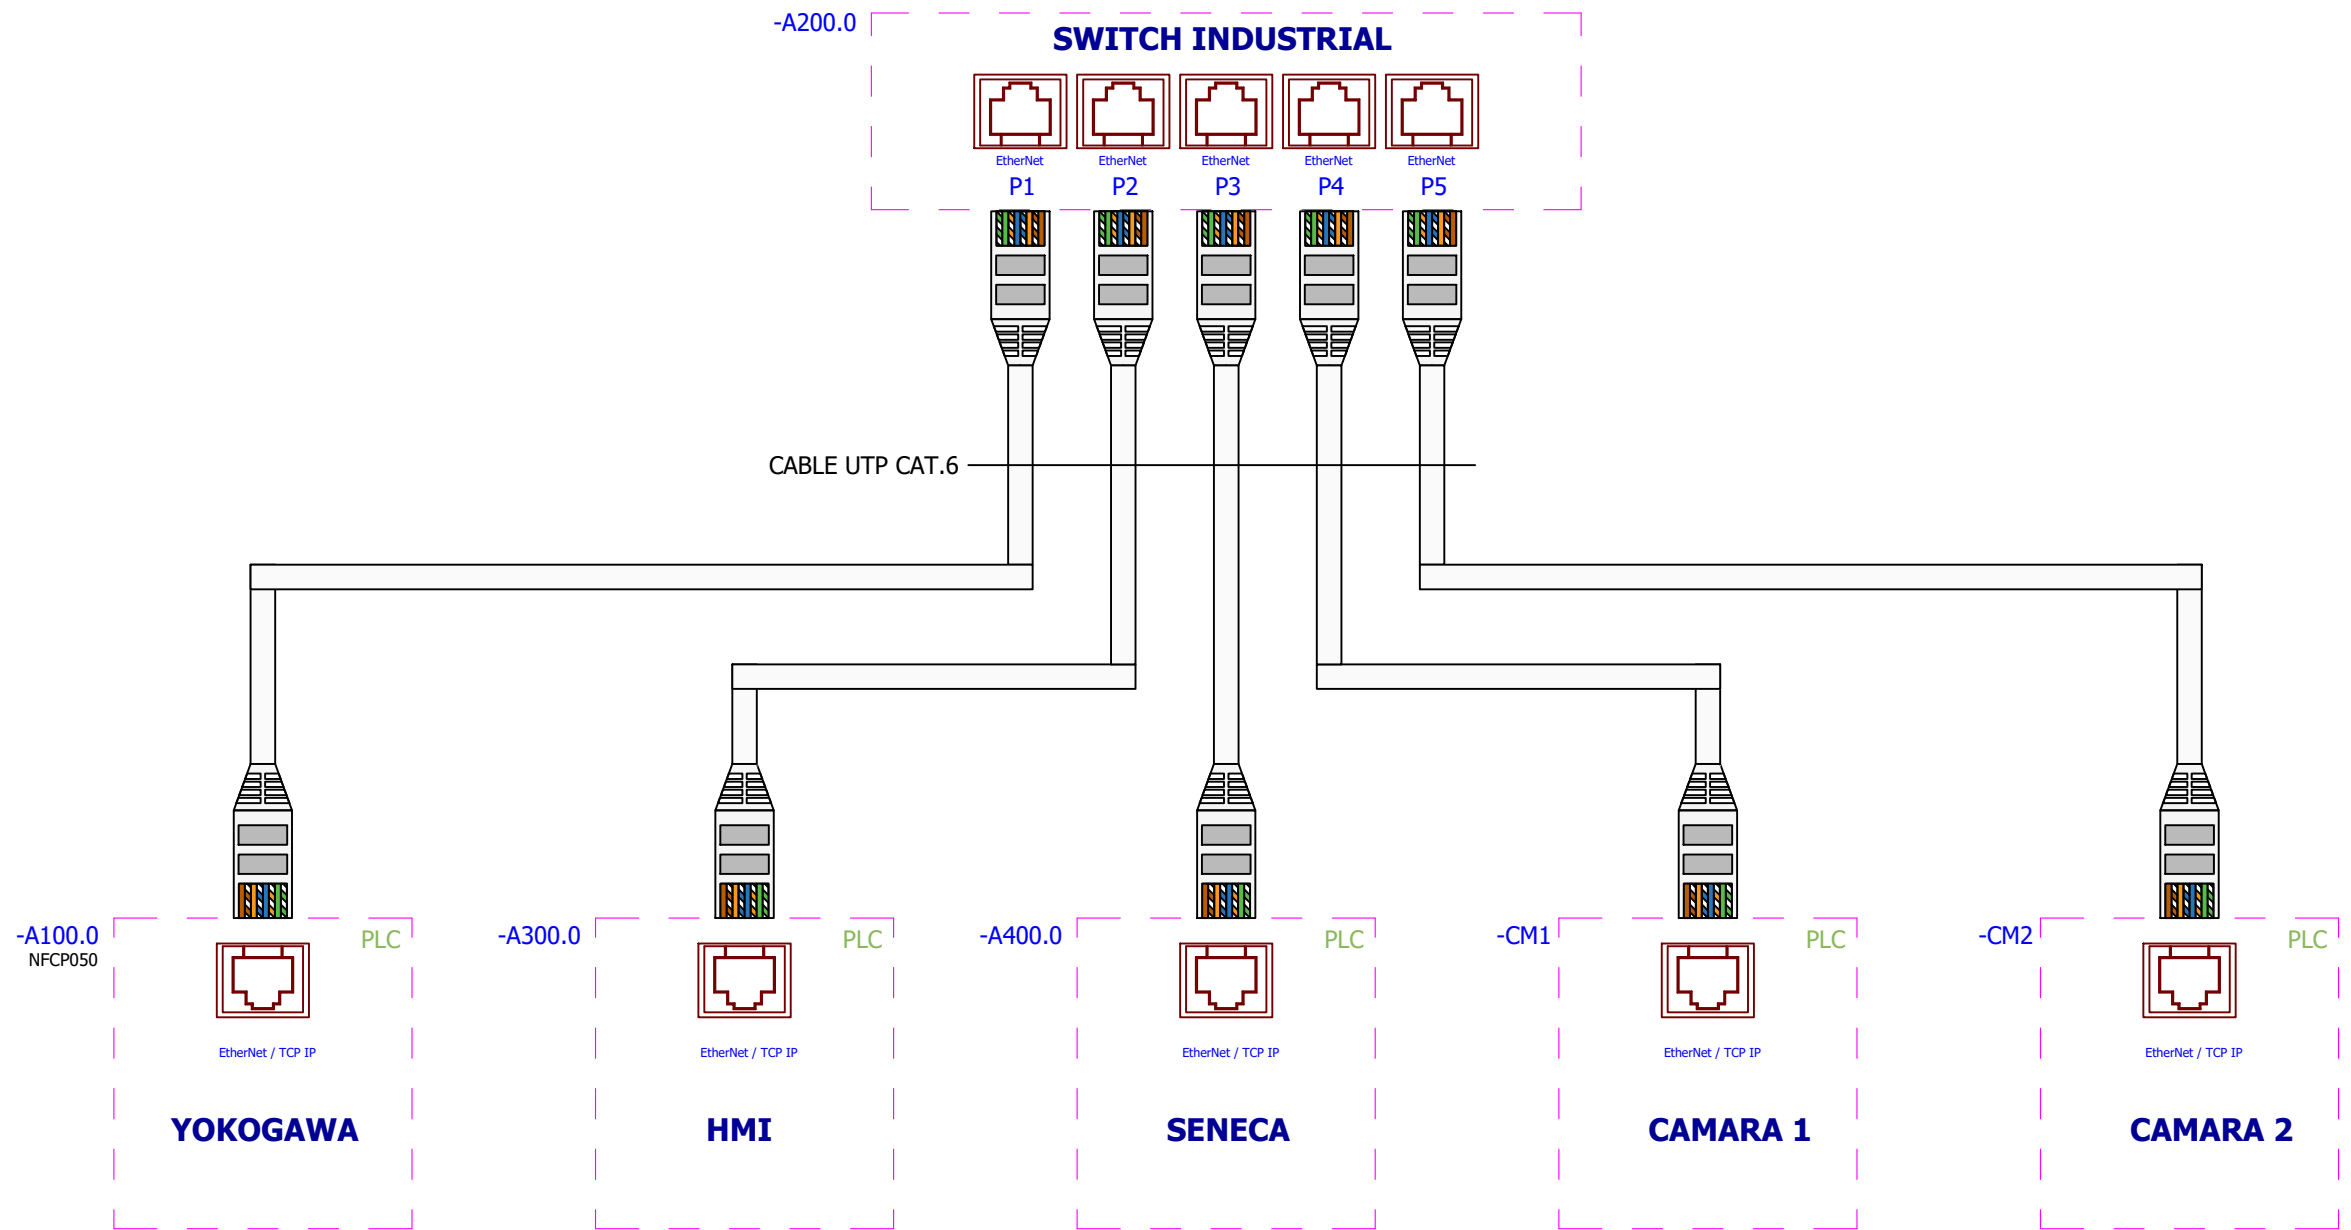 -A200.0
SWITCH INDUSTRIAL
EtherNet EtherNet EtherNet EtherNet EtherNet
P1 P2 P3 P4 P5
CABLE UTP CAT.6
-A100.0 PLC
NFCP050
EtherNet / TCP IP
YOKOGAWA
-A300.0 PLC
EtherNet / TCP IP
HMI
-A400.0 PLC
EtherNet / TCP IP
SENECA
-CM1 PLC
EtherNet / TCP IP
CAMARA 1
-CM2 PLC
EtherNet / TCP IP
CAMARA 2